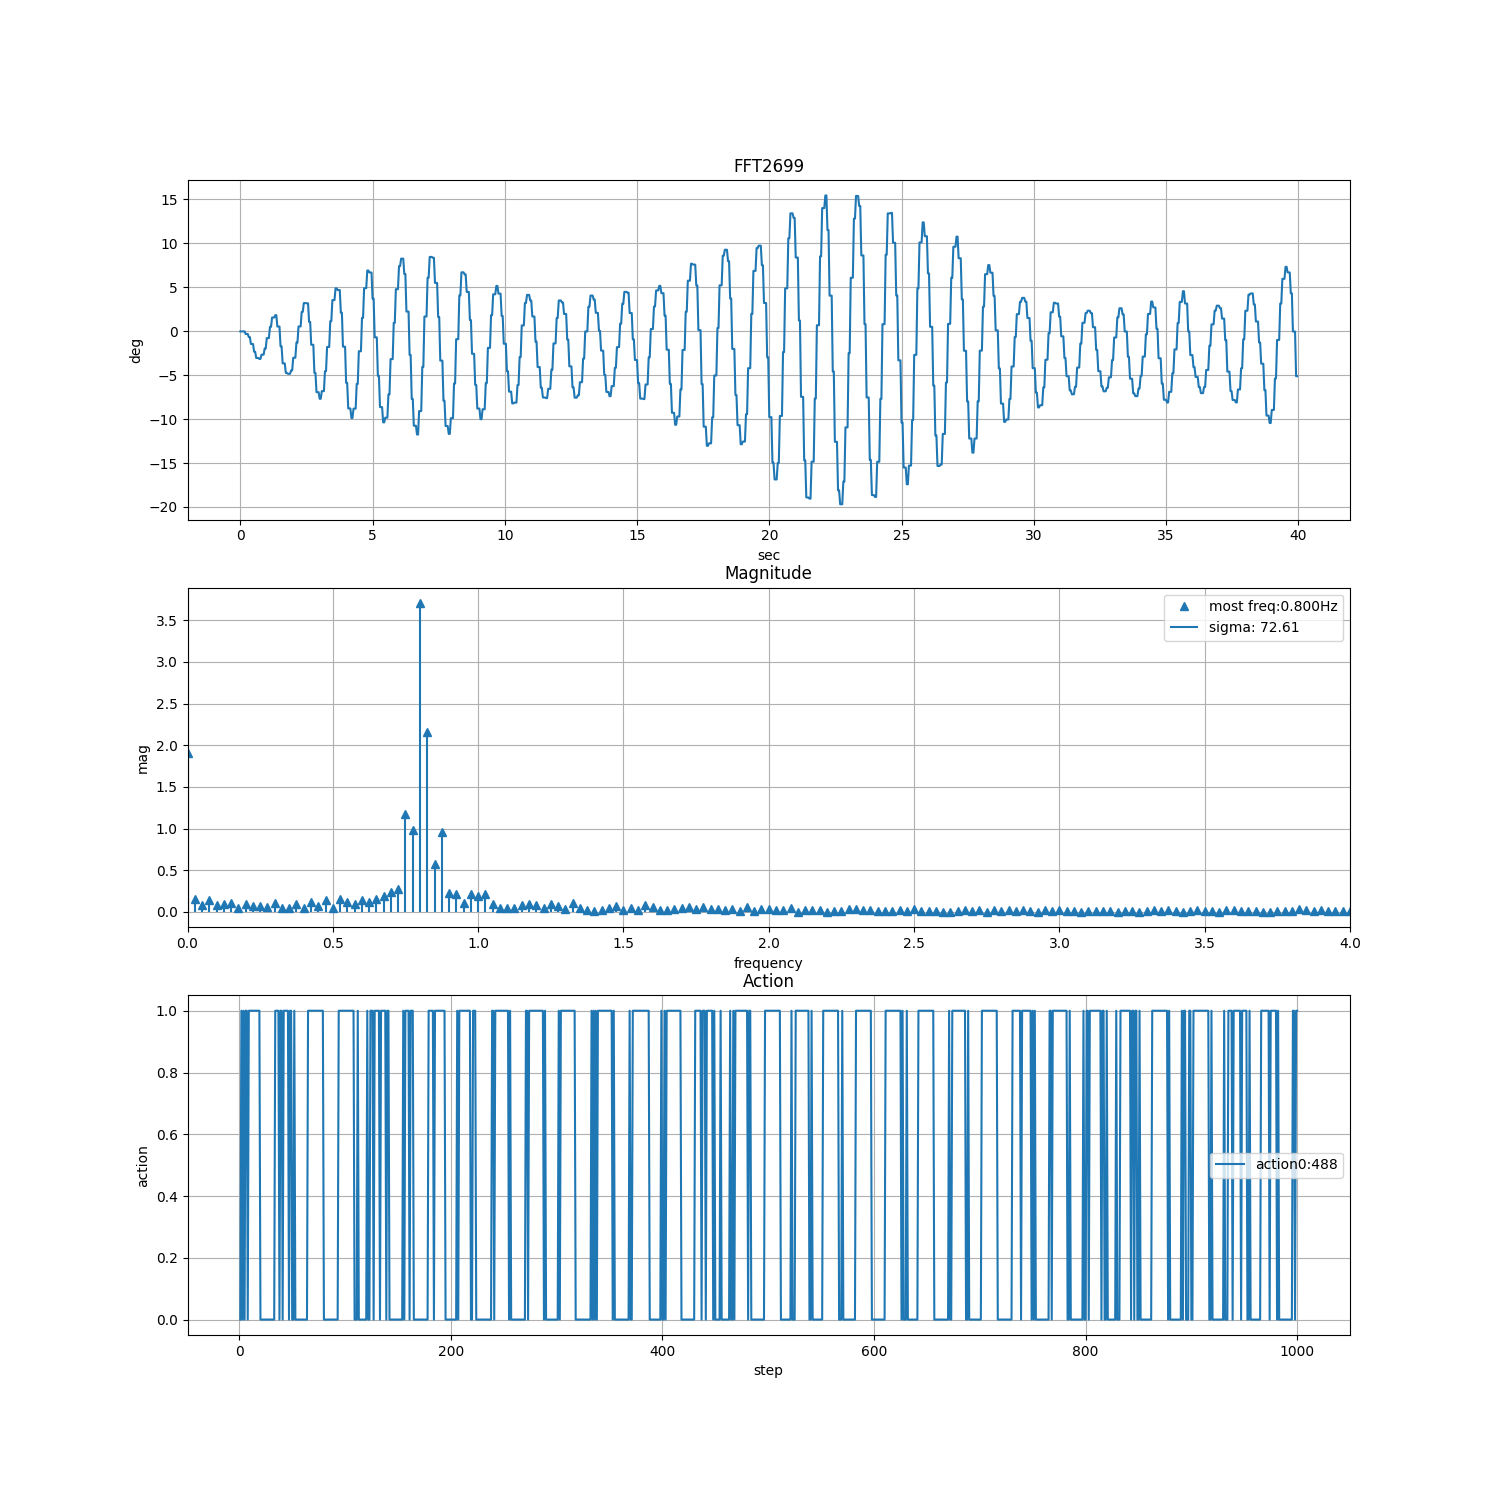 FFT2699
15
10
5
0
−5
−10
−15
−20
deg
0 5 10 15 20 25 30 35 40
sec
Magnitude
most freq:0.800Hz
sigma: 72.61
3.5
3.0
2.5
2.0
1.5
1.0
0.5
0.0
mag
0.0 0.5 1.0 1.5 2.0 2.5 3.0 3.5 4.0
frequency
Action
1.0
0.8
0.6
0.4
0.2
0.0
action
action0:488
0 200 400 600 800 1000
step